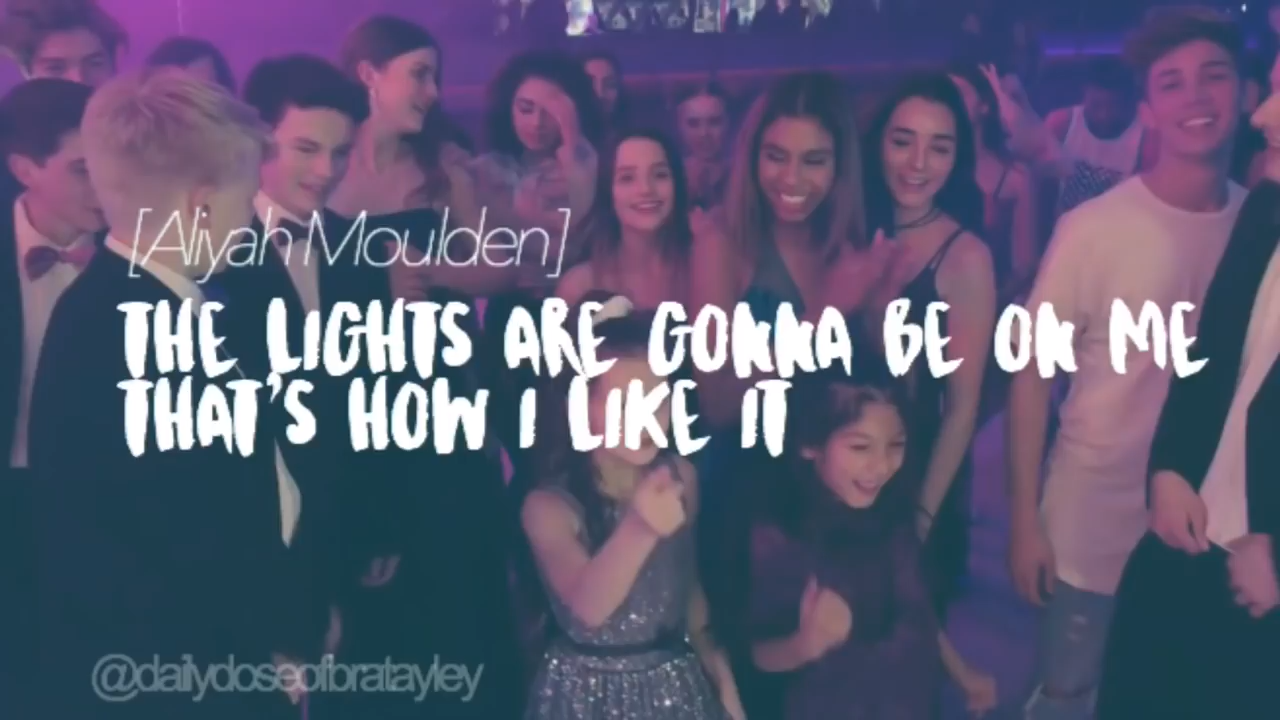 [Aliyah Moulden]
THE LIGHTS ARE GONNA BE ON ME
THAT'S HOW I LIKE IT
@dailydoseofbratayley